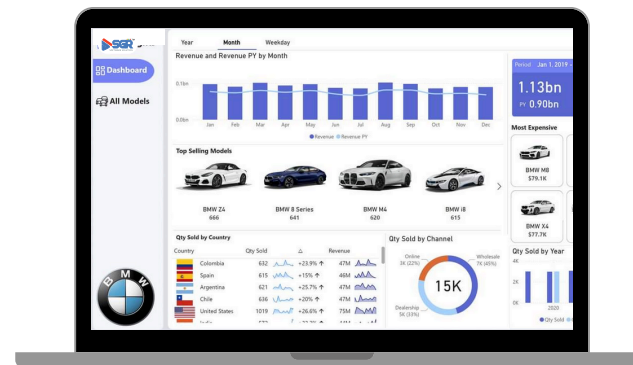 SGR
Dashboard
All Models
BMW
Year Month Weekday
Revenue and Revenue PY by Month
0.1bn
0.0bn
Jan Feb Mar Apr May Jun Jul Aug Sep Oct Nov Dec
Revenue Revenue PY
Top Selling Models
BMW Z4 BMW 8 Series BMW M4 BMW i8
666 641 620 615
Qty Sold by Country
Country Qty Sold △ Revenue
Colombia 632 +23.9% ↑ 47M
Spain 615 +15% ↑ 46M
Argentina 621 +25.7% ↑ 47M
Chile 636 +20% ↑ 47M
United States 1019 +26.6% ↑ 75M
Qty Sold by Channel
Online
3K (22%)
Wholesale
7K (45%)
15K
Dealership
5K (33%)
Period Jan 1, 2019 -
1.13bn
PY 0.90bn
Most Expensive
BMW M8
$79.1K
BMW X4
$77.7K
Qty Sold by Year
4K
2K
0K
2020
Qty Sold